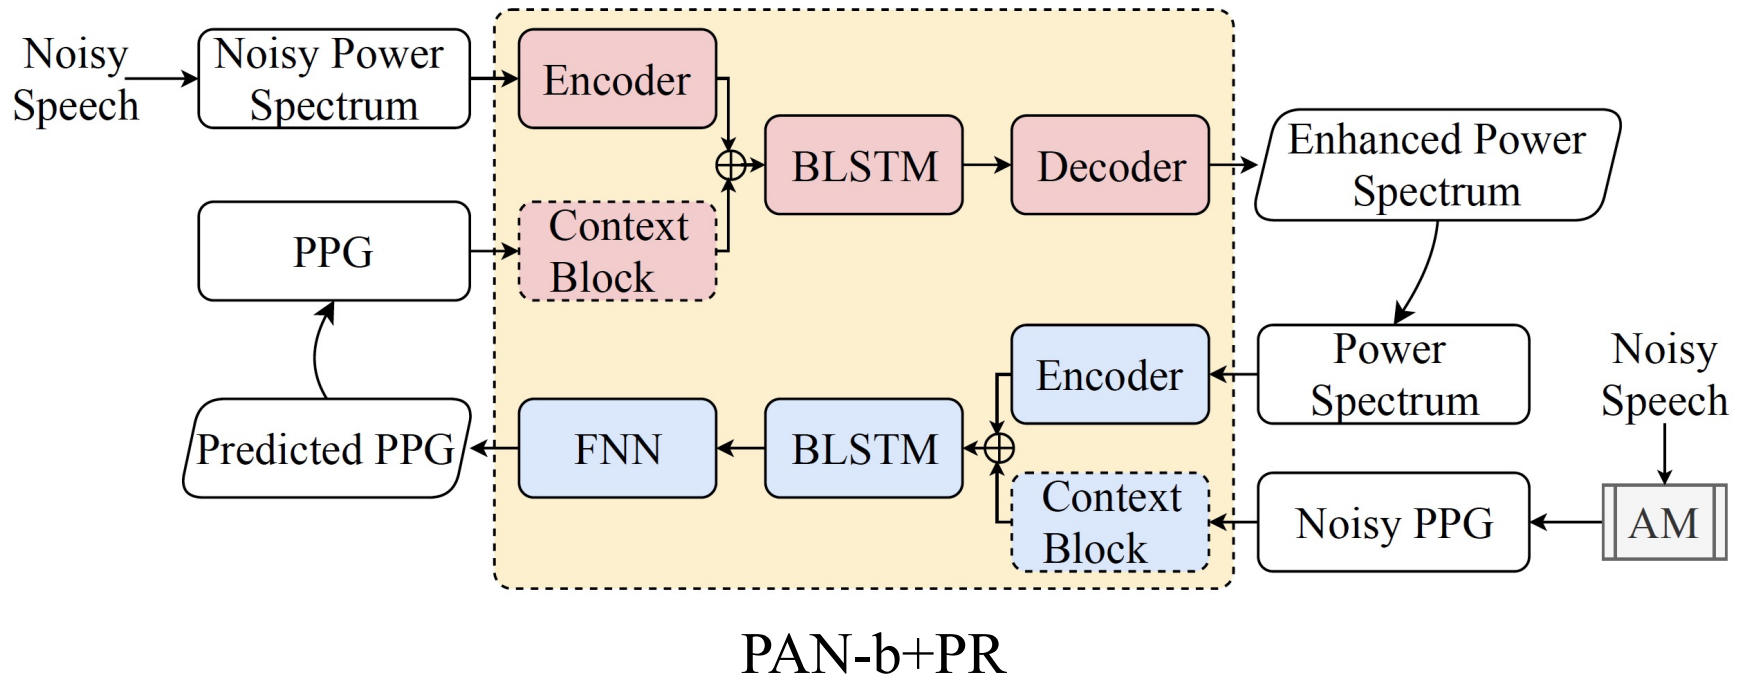 Noisy
Speech
Noisy Power
Spectrum
Encoder
BLSTM
Decoder
Enhanced Power
Spectrum
PPG
Context
Block
Power
Spectrum
Noisy
Speech
Encoder
Predicted PPG
FNN
BLSTM
Context
Block
Noisy PPG
AM
PAN-b+PR